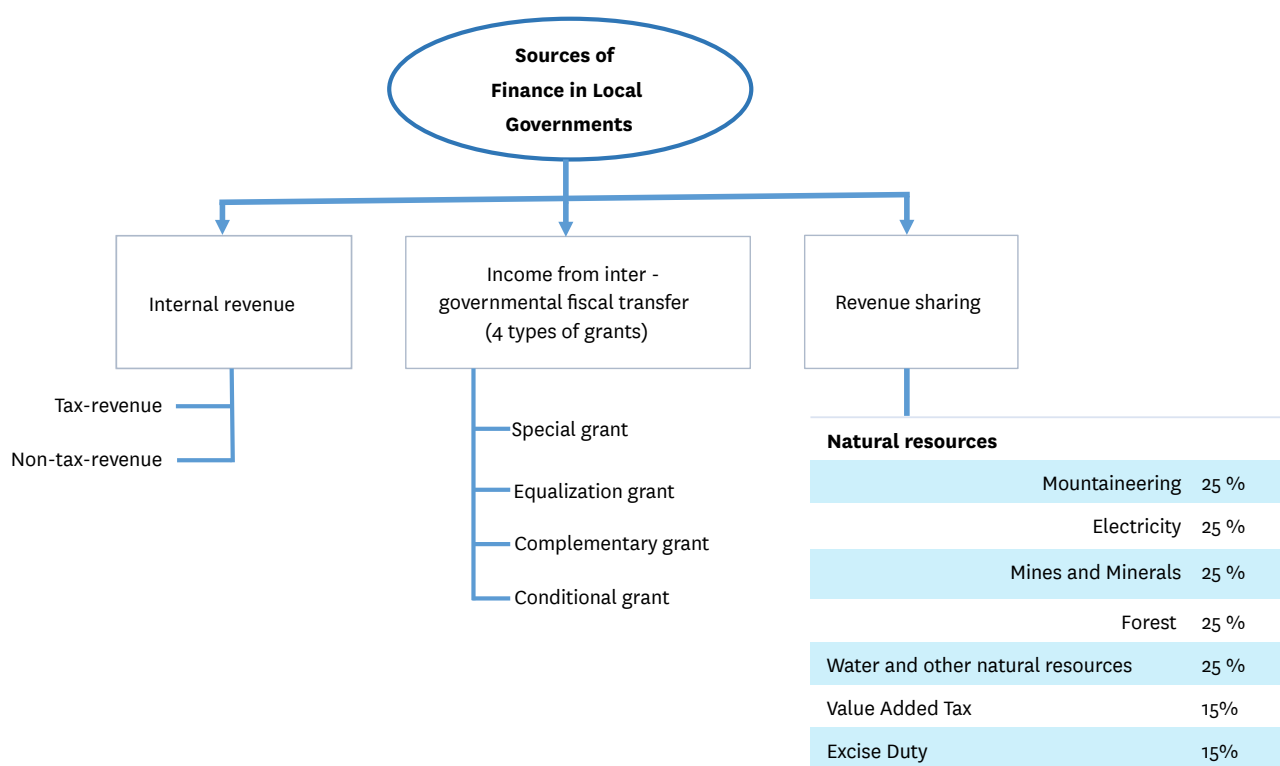 Sources of
Finance in Local
Governments
Internal revenue
Income from inter -
governmental fiscal transfer
(4 types of grants)
Revenue sharing
Tax-revenue
Non-tax-revenue
Special grant
Equalization grant
Complementary grant
Conditional grant
Natural resources
Mountaineering 25 %
Electricity 25 %
Mines and Minerals 25 %
Forest 25 %
Water and other natural resources 25 %
Value Added Tax 15%
Excise Duty 15%